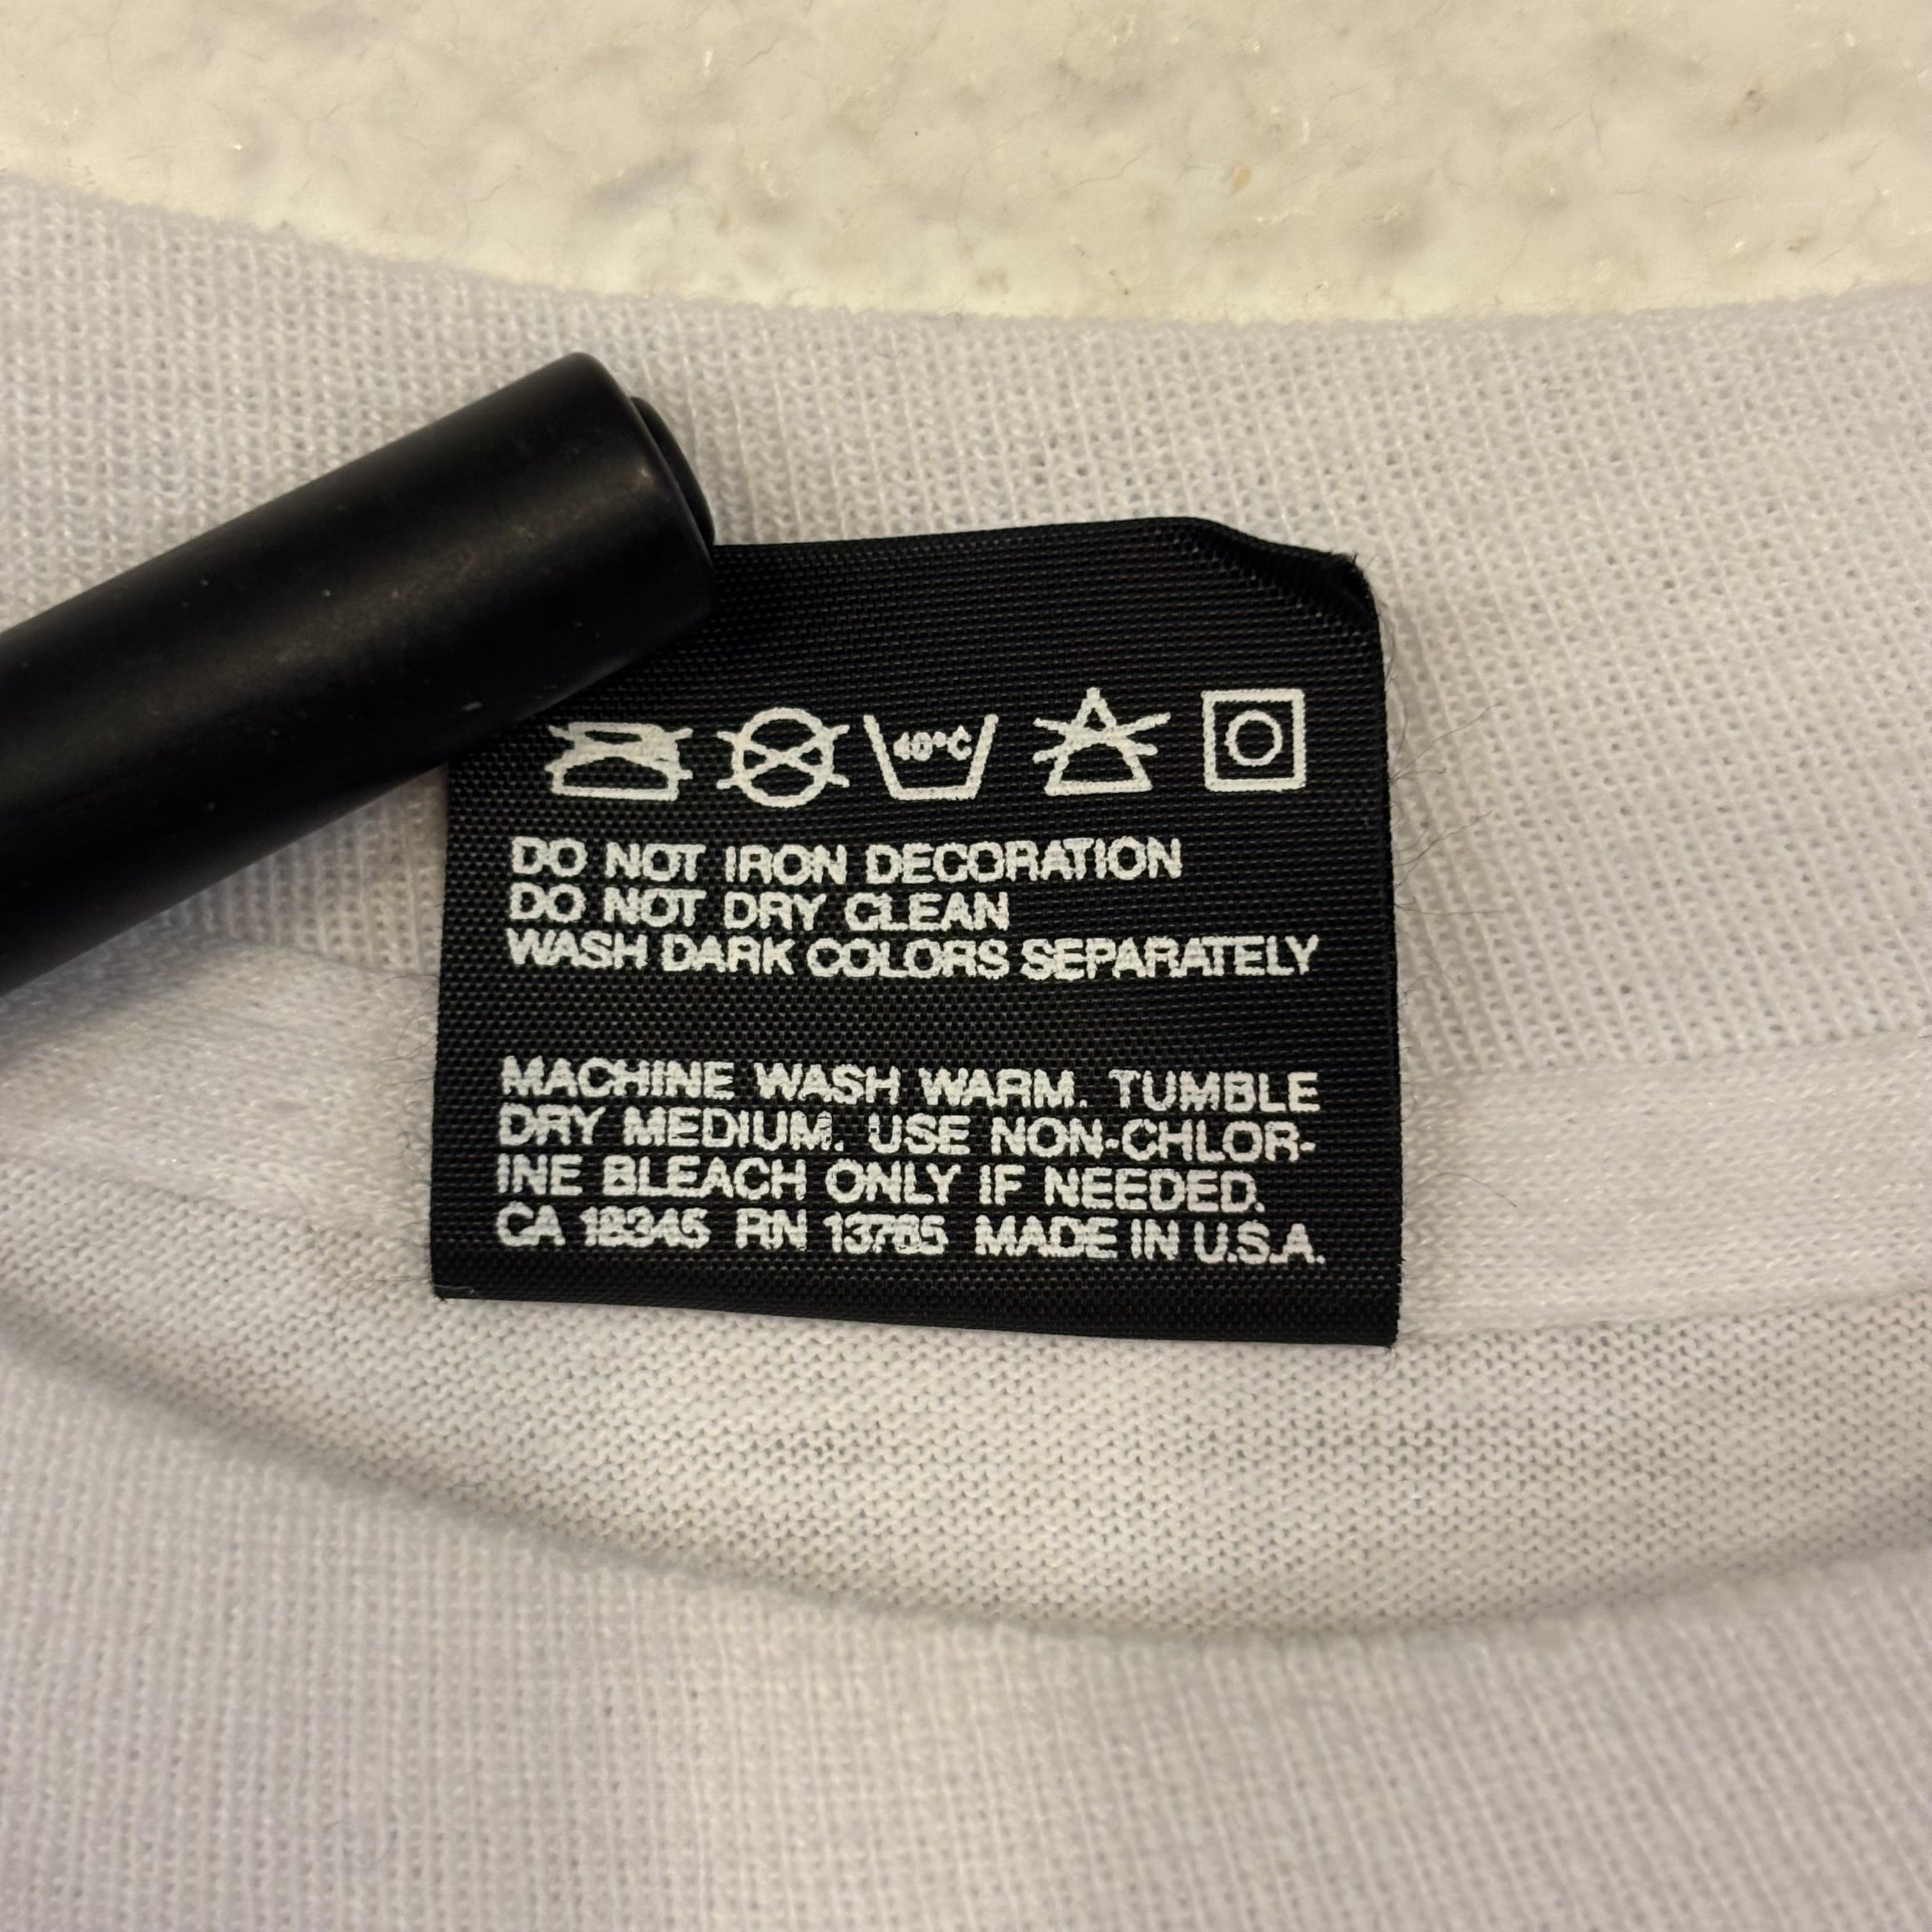 40°C
DO NOT IRON DECORATION
DO NOT DRY CLEAN
WASH DARK COLORS SEPARATELY
MACHINE WASH WARM. TUMBLE
DRY MEDIUM. USE NON-CHLOR-
INE BLEACH ONLY IF NEEDED.
CA 18345 RN 13765 MADE IN U.S.A.